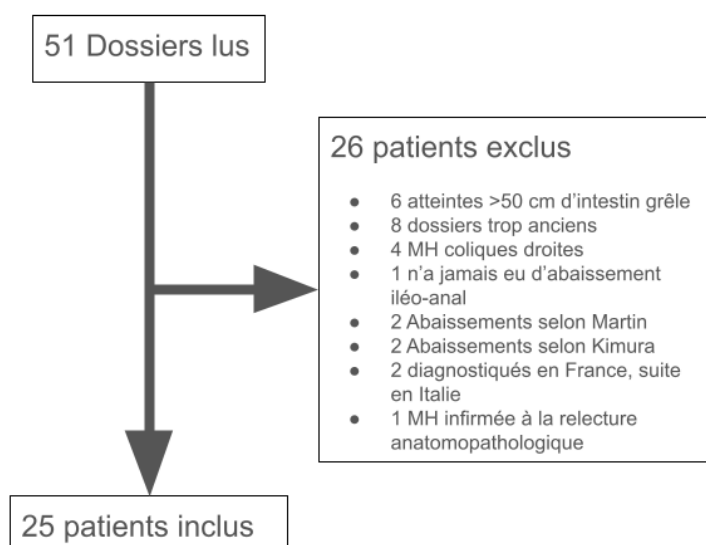 51 Dossiers lus
26 patients exclus
● 6 atteintes >50 cm d'intestin grêle
● 8 dossiers trop anciens
● 4 MH coliques droites
● 1 n'a jamais eu d'abaissement
iléo-anal
● 2 Abaissements selon Martin
● 2 Abaissements selon Kimura
● 2 diagnostiqués en France, suite
en Italie
● 1 MH infirmée à la relecture
anatomopathologique
25 patients inclus